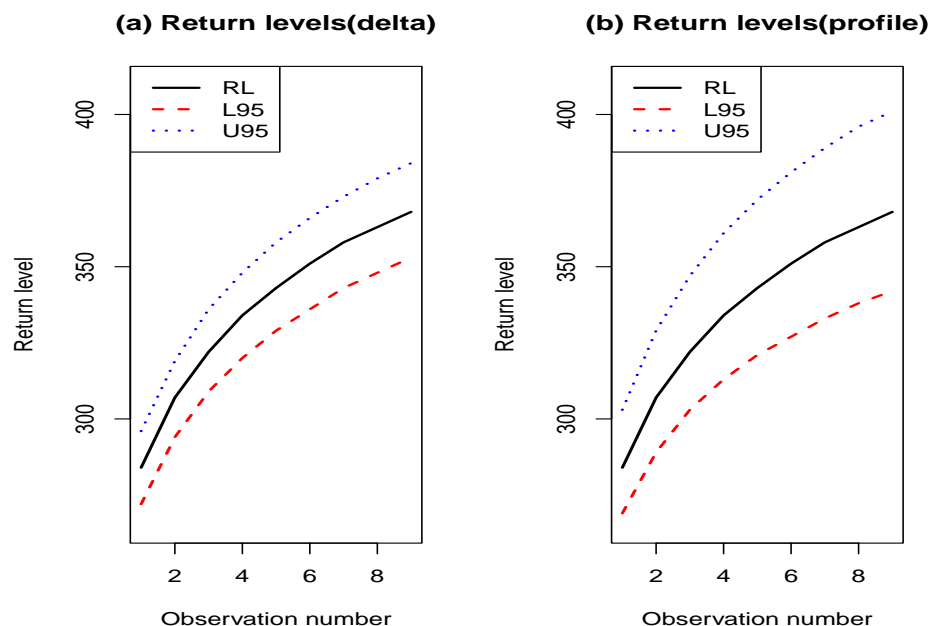 (a) Return levels(delta)
RL
L95
U95
400
350
300
Return level
2 4 6 8
Observation number
(b) Return levels(profile)
RL
L95
U95
400
350
300
Return level
2 4 6 8
Observation number